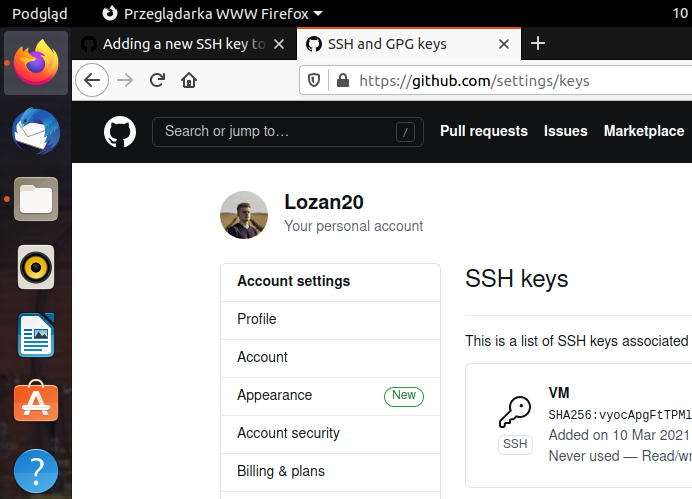 Podgląd
Przeglądarka WWW Firefox
10
Adding a new SSH key to
SSH and GPG keys
https://github.com/settings/keys
Search or jump to…
/
Pull requests
Issues
Marketplace
Lozan20
Your personal account
Account settings
Profile
Account
Appearance
New
Account security
Billing & plans
SSH keys
This is a list of SSH keys associated
VM
SHA256:vyocApgFtTPMl
Added on 10 Mar 2021
Never used — Read/wr
SSH